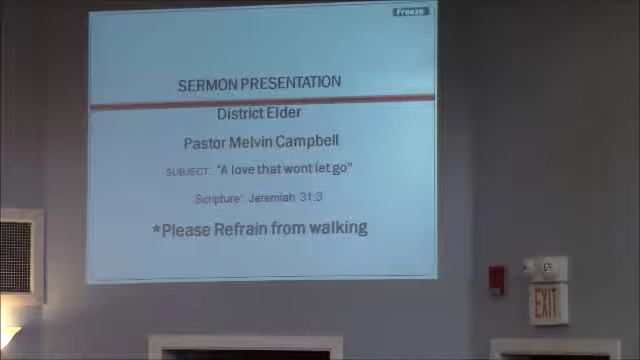 Freeze
SERMON PRESENTATION
District Elder
Pastor Melvin Campbell
SUBJECT: "A love that wont let go"
Scripture" Jeremiah 31:3
*Please Refrain from walking
EXIT